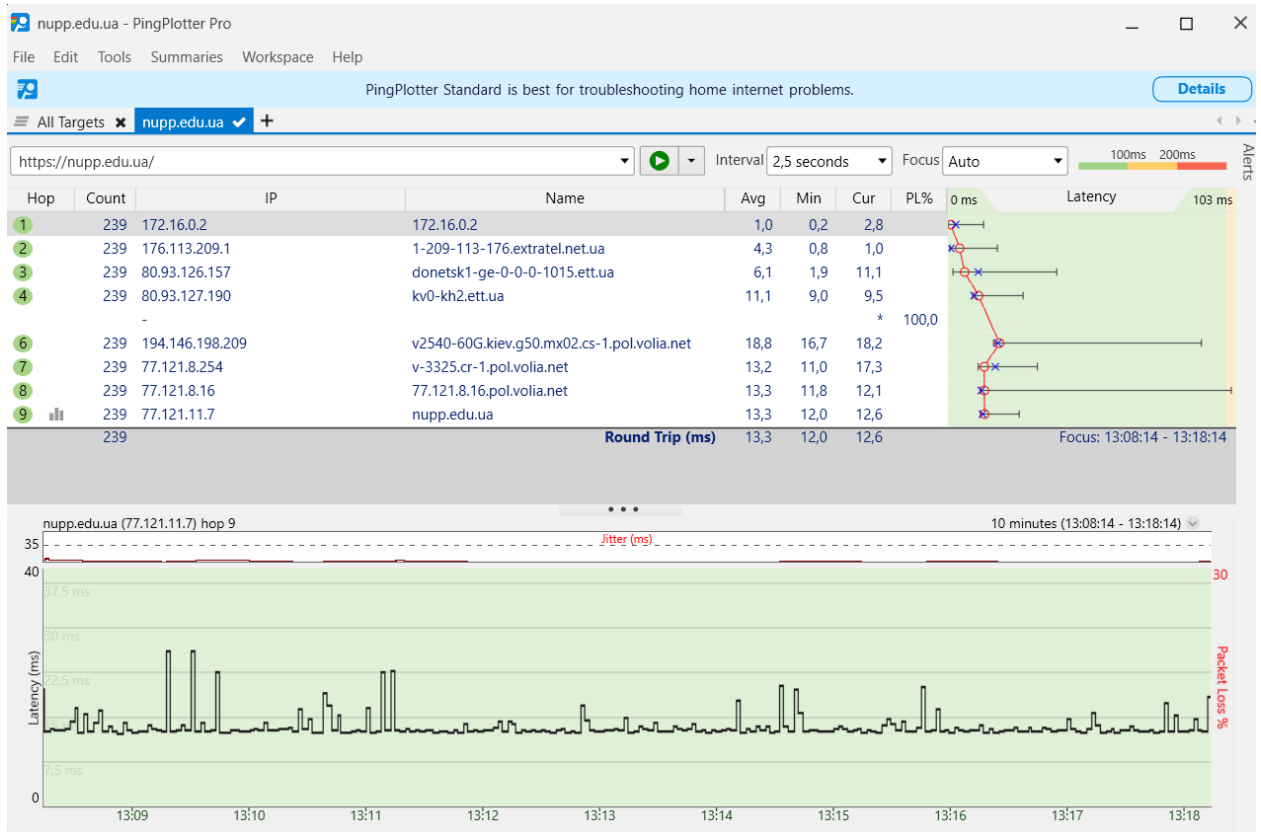 nupp.edu.ua - PingPlotter Pro
File Edit Tools Summaries Workspace Help
PingPlotter Standard is best for troubleshooting home internet problems. Details
All Targets nupp.edu.ua +
https://nupp.edu.ua/ Interval 2,5 seconds Focus Auto 100ms 200ms
Alerts
Hop Count IP Name Avg Min Cur PL% 0 ms Latency 103 ms
1 239 172.16.0.2 172.16.0.2 1,0 0,2 2,8
2 239 176.113.209.1 1-209-113-176.extratel.net.ua 4,3 0,8 1,0
3 239 80.93.126.157 donetsk1-ge-0-0-0-1015.ett.ua 6,1 1,9 11,1
4 239 80.93.127.190 kv0-kh2.ett.ua 11,1 9,0 9,5
- * 100,0
6 239 194.146.198.209 v2540-60G.kiev.g50.mx02.cs-1.pol.volia.net 18,8 16,7 18,2
7 239 77.121.8.254 v-3325.cr-1.pol.volia.net 13,2 11,0 17,3
8 239 77.121.8.16 77.121.8.16.pol.volia.net 13,3 11,8 12,1
9 239 77.121.11.7 nupp.edu.ua 13,3 12,0 12,6
239 Round Trip (ms) 13,3 12,0 12,6 Focus: 13:08:14 - 13:18:14
nupp.edu.ua (77.121.11.7) hop 9 10 minutes (13:08:14 - 13:18:14)
35 Jitter (ms)
40 30
37,5 ms
30 ms
22,5 ms
7,5 ms
0
Latency (ms)
Packet Loss %
13:09 13:10 13:11 13:12 13:13 13:14 13:15 13:16 13:17 13:18